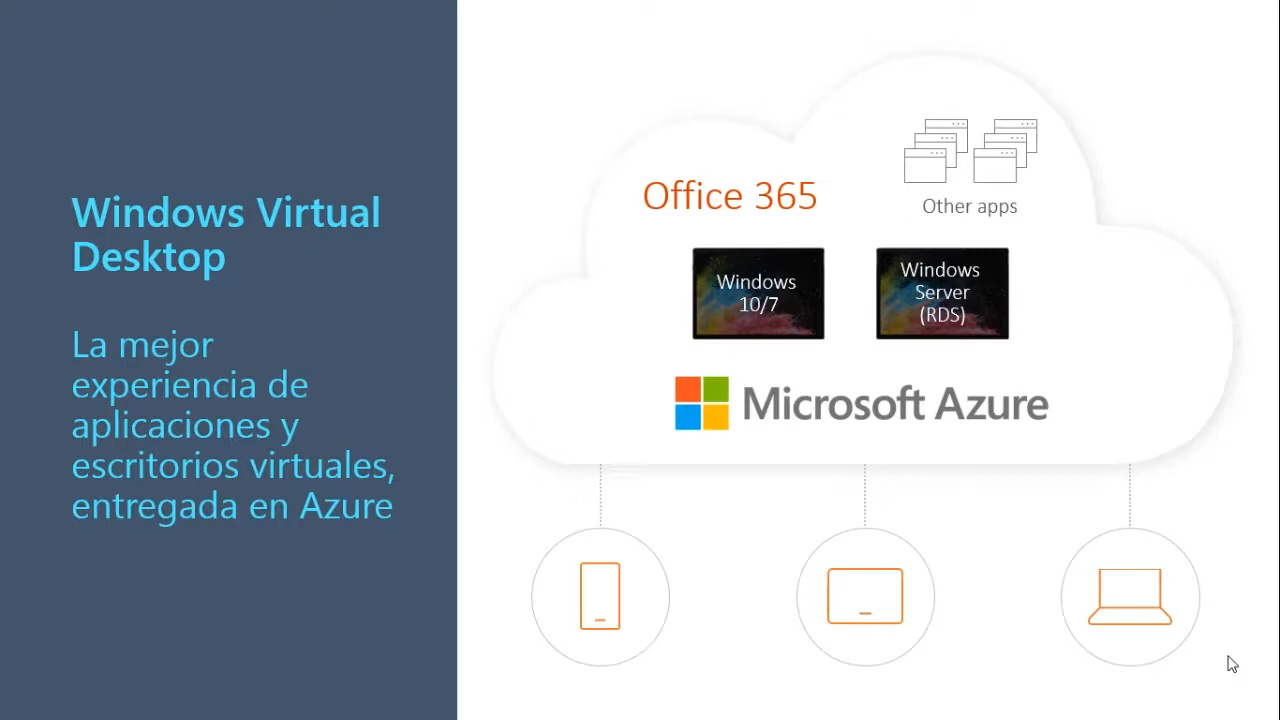 Windows Virtual
Desktop
La mejor
experiencia de
aplicaciones y
escritorios virtuales,
entregada en Azure
Office 365
Other apps
Windows
10/7
Windows
Server
(RDS)
Microsoft Azure